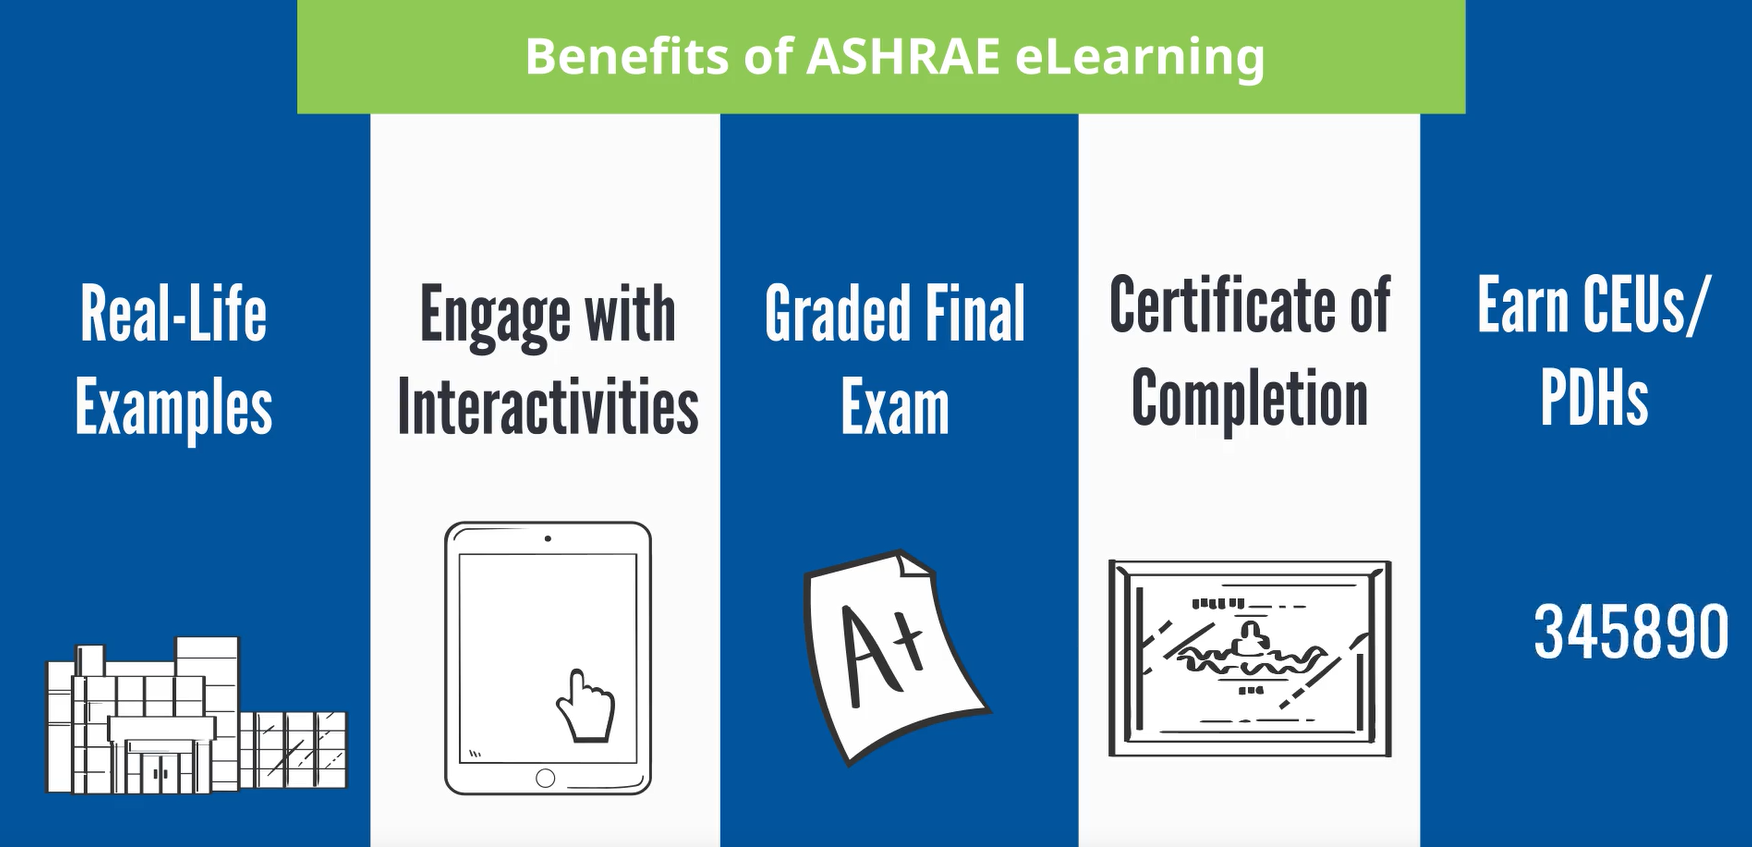 Benefits of ASHRAE eLearning
Real-Life
Examples
Engage with
Interactivities
Graded Final
Exam
A+
Certificate of
Completion
Earn CEUs/
PDHs
345890